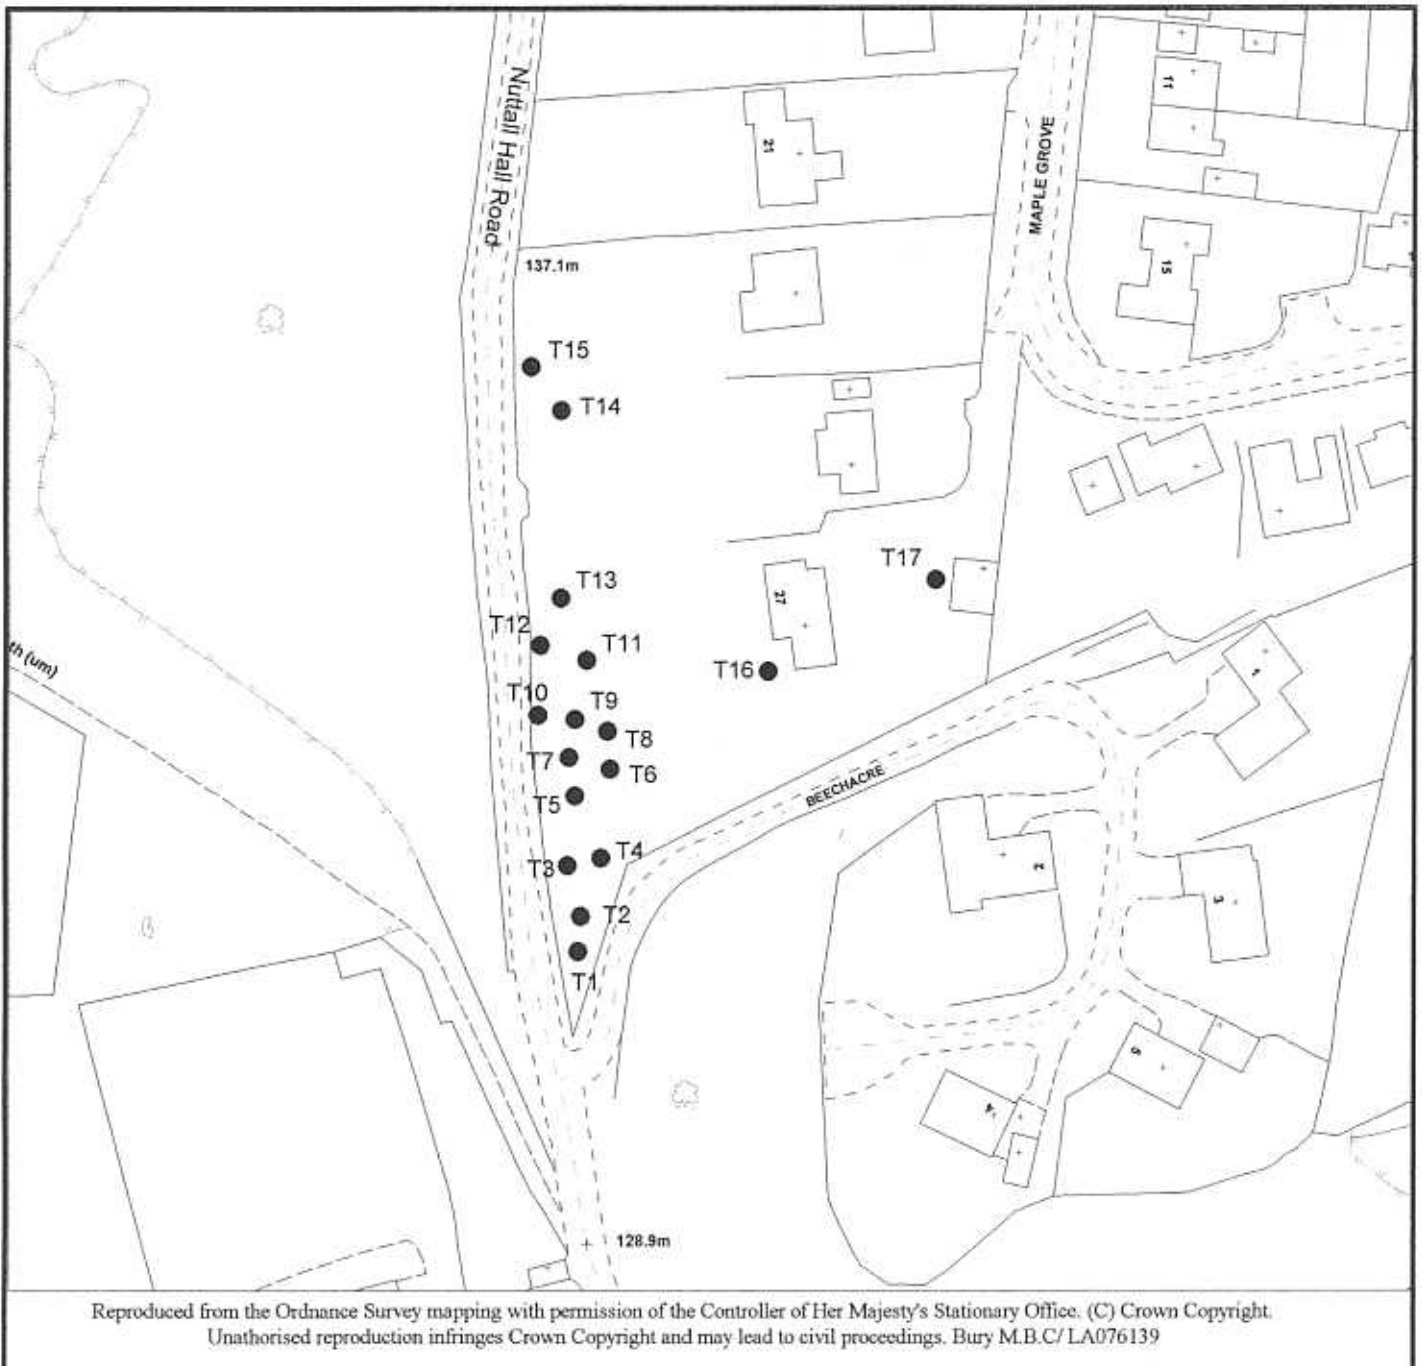 Nuttall Hall Road
MAPLE GROVE
11
21
15
137.1m
T15
T14
T17
T13
27
T12
T11
th (um)
T16
1
T10
T9
T8
T7
T6
BEECHACRE
T5
T4
T3
2
3
T2
T1
5
4
128.9m
Reproduced from the Ordnance Survey mapping with permission of the Controller of Her Majesty's Stationary Office. (C) Crown Copyright.
Unathorised reproduction infringes Crown Copyright and may lead to civil proceedings. Bury M.B.C/ LA076139